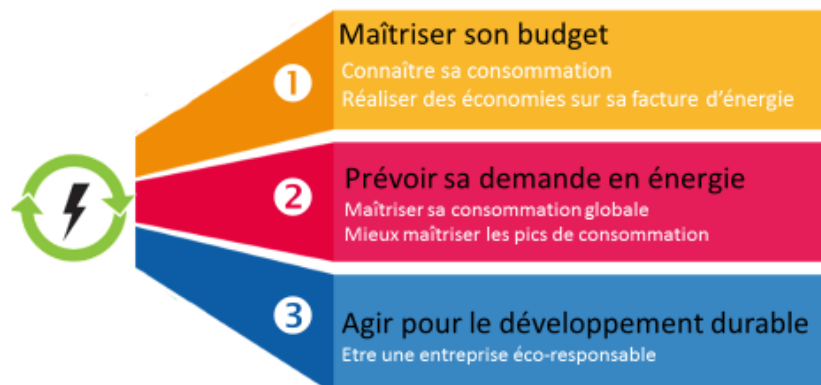 1
Maîtriser son budget
Connaître sa consommation
Réaliser des économies sur sa facture d'énergie
2
Prévoir sa demande en énergie
Maîtriser sa consommation globale
Mieux maîtriser les pics de consommation
3
Agir pour le développement durable
Etre une entreprise éco-responsable